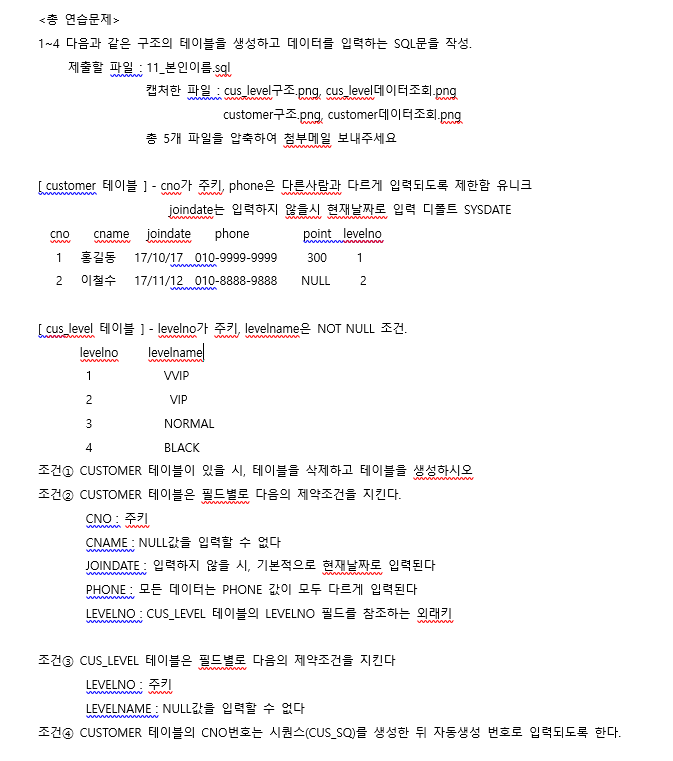 <총 연습문제>
1~4 다음과 같은 구조의 테이블을 생성하고 데이터를 입력하는 SQL문을 작성.
제출할 파일 : 11_본인이름.sql
캡처한 파일 : cus_level구조.png, cus_level데이터조회.png
customer구조.png, customer데이터조회.png
총 5개 파일을 압축하여 첨부메일 보내주세요
[ customer 테이블 ] - cno가 주키, phone은 다른사람과 다르게 입력되도록 제한함 유니크
joindate는 입력하지 않을시 현재날짜로 입력 디폴트 SYSDATE
cno cname joindate phone point levelno
1 홍길동 17/10/17 010-9999-9999 300 1
2 이철수 17/11/12 010-8888-9888 NULL 2
[ cus_level 테이블 ] - levelno가 주키, levelname은 NOT NULL 조건.
levelno levelname
1 VVIP
2 VIP
3 NORMAL
4 BLACK
조건① CUSTOMER 테이블이 있을 시, 테이블을 삭제하고 테이블을 생성하시오
조건② CUSTOMER 테이블은 필드별로 다음의 제약조건을 지킨다.
CNO : 주키
CNAME : NULL값을 입력할 수 없다
JOINDATE : 입력하지 않을 시, 기본적으로 현재날짜로 입력된다
PHONE : 모든 데이터는 PHONE 값이 모두 다르게 입력된다
LEVELNO : CUS_LEVEL 테이블의 LEVELNO 필드를 참조하는 외래키
조건③ CUS_LEVEL 테이블은 필드별로 다음의 제약조건을 지킨다
LEVELNO : 주키
LEVELNAME : NULL값을 입력할 수 없다
조건④ CUSTOMER 테이블의 CNO번호는 시퀀스(CUS_SQ)를 생성한 뒤 자동생성 번호로 입력되도록 한다.